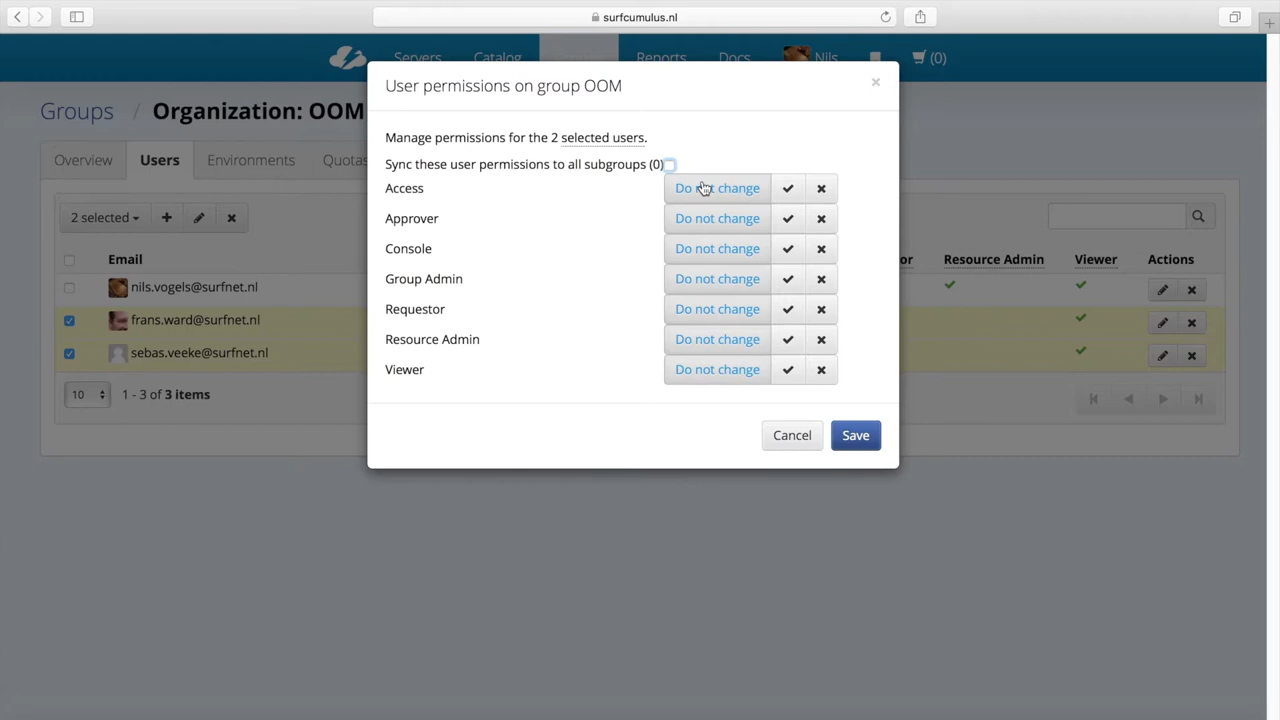 surfcumulus.nl
Servers Catalog Reports Docs Nils (0)
User permissions on group OOM
Groups / Organization: OOM
Manage permissions for the 2 selected users.
Overview Users Environments Quotas
Sync these user permissions to all subgroups (0)
Access Do not change
2 selected
Approver Do not change
Console Do not change
Email or Resource Admin Viewer Actions
Group Admin Do not change
nils.vogels@surfnet.nl
Requestor Do not change
frans.ward@surfnet.nl
Resource Admin Do not change
sebas.veeke@surfnet.nl
Viewer Do not change
10 1 - 3 of 3 items
Cancel Save